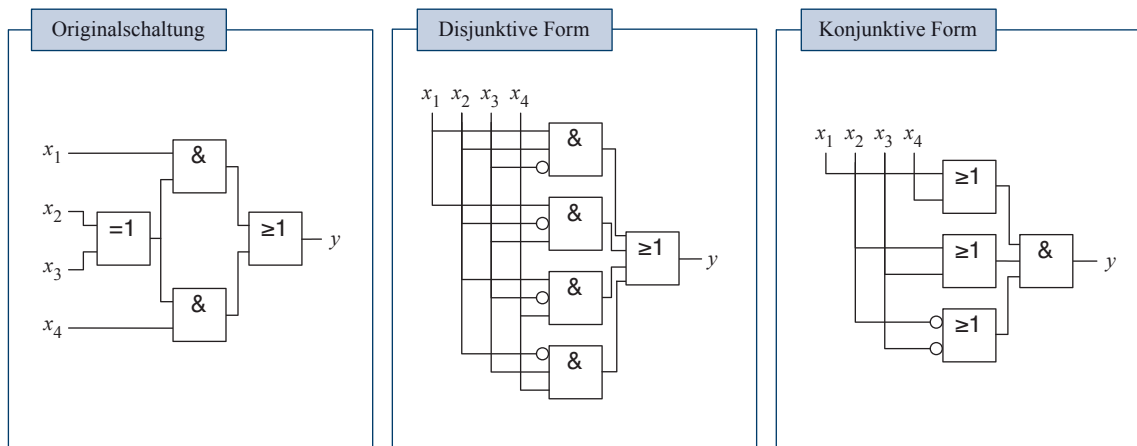 Originalschaltung
x1
x2
x3
x4
=1
&
&
≥1
y
Disjunktive Form
x1 x2 x3 x4
&
&
&
&
≥1
y
Konjunktive Form
x1 x2 x3 x4
≥1
≥1
≥1
&
y